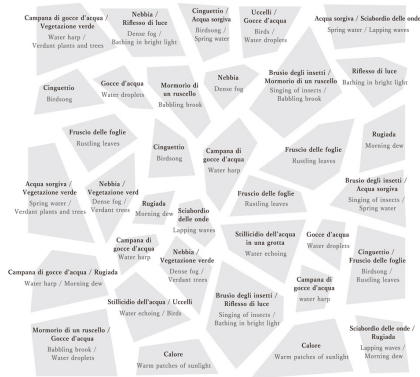 Campana di gocce d'acqua /
Vegetazione verde
Water harp /
Verdant plants and trees
Nebbia /
Riflesso di luce
Dense fog /
Bathing in bright light
Cinguettio /
Acqua sorgiva
Birdsong /
Spring water
Uccelli /
Gocce d'acqua
Birds /
Water droplets
Acqua sorgiva / Sciabordio delle onde
Spring water / Lapping waves
Cinguettio
Birdsong
Gocce d'acqua
Water droplets
Mormorio di
un ruscello
Babbling brook
Nebbia
Dense fog
Brusio degli insetti /
Mormorio di un ruscello
Singing of insects /
Babbling brook
Riflesso di luce
Bathing in bright light
Fruscio delle foglie
Rustling leaves
Cinguettio
Birdsong
Campana di
gocce d'acqua
Water harp
Fruscio delle foglie
Rustling leaves
Rugiada
Morning dew
Acqua sorgiva /
Vegetazione verde
Spring water /
Verdant plants and trees
Nebbia /
Vegetazione verd
Dense fog /
Verdant trees
Rugiada
Morning dew
Sciabordio
delle onde
Lapping waves
Fruscio delle foglie
Rustling leaves
Brusio degli insetti /
Acqua sorgiva
Singing of insects /
Spring water
Campana di
gocce d'acqua
Water harp
Nebbia /
Vegetazione verde
Dense fog /
Verdant trees
Stillicidio dell'acqua
in una grotta
Water echoing
Gocce d'acqua
Water droplets
Cinguettio /
Fruscio delle foglie
Birdsong /
Rustling leaves
Campana di gocce d'acqua / Rugiada
Water harp / Morning dew
Stillicidio dell'acqua / Uccelli
Water echoing / Birds
Brusio degli insetti /
Riflesso di luce
Singing of insects /
Bathing in bright light
Campana di
gocce d'acqua
water harp
Mormorio di un ruscello /
Gocce d'acqua
Babbling brook /
Water droplets
Calore
Warm patches of sunlight
Calore
Warm patches of sunlight
Sciabordio delle onde /
Rugiada
Lapping waves /
Morning dew